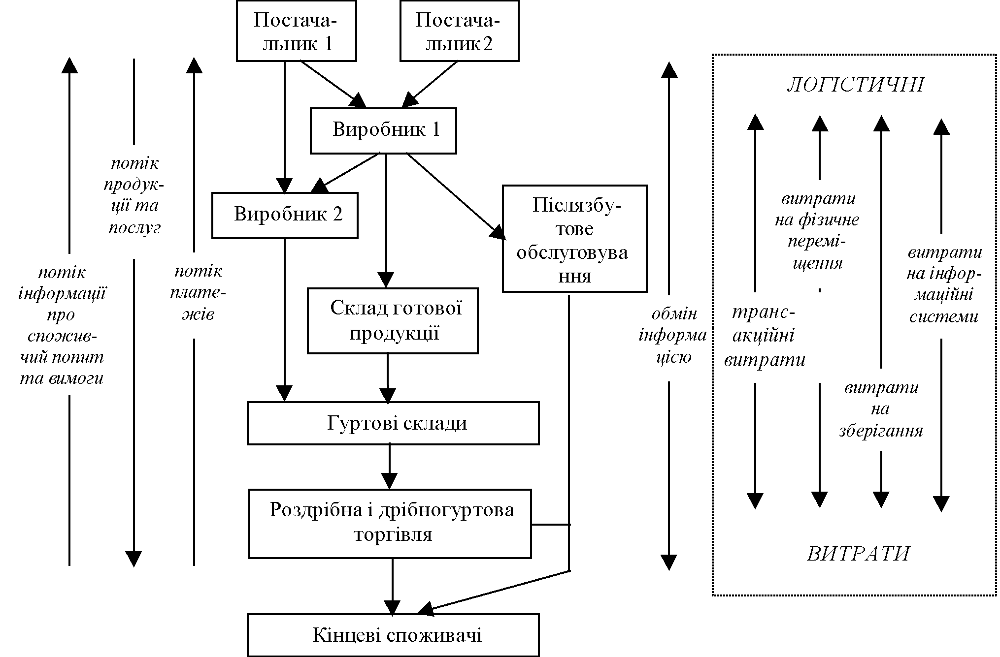 Постача-
льник 1
Постача-
льник 2
ЛОГІСТИЧНІ
Виробник 1
потік
продук-
ції та
послуг
Виробник 2
Післязбу-
тове
обслуговува
ння
витрати
на фізичне
перемі-
щення
витрати
на інфор-
маційні
системи
потік
інформації
про
спожив-
чий попит
та вимоги
потік
плате-
жів
Склад готової
продукції
обмін
інформа
цією
транс-
акційні
витрати
витрати
на
зберігання
Гуртові склади
Роздрібна і дрібногуртова
торгівля
ВИТРАТИ
Кінцеві споживачі